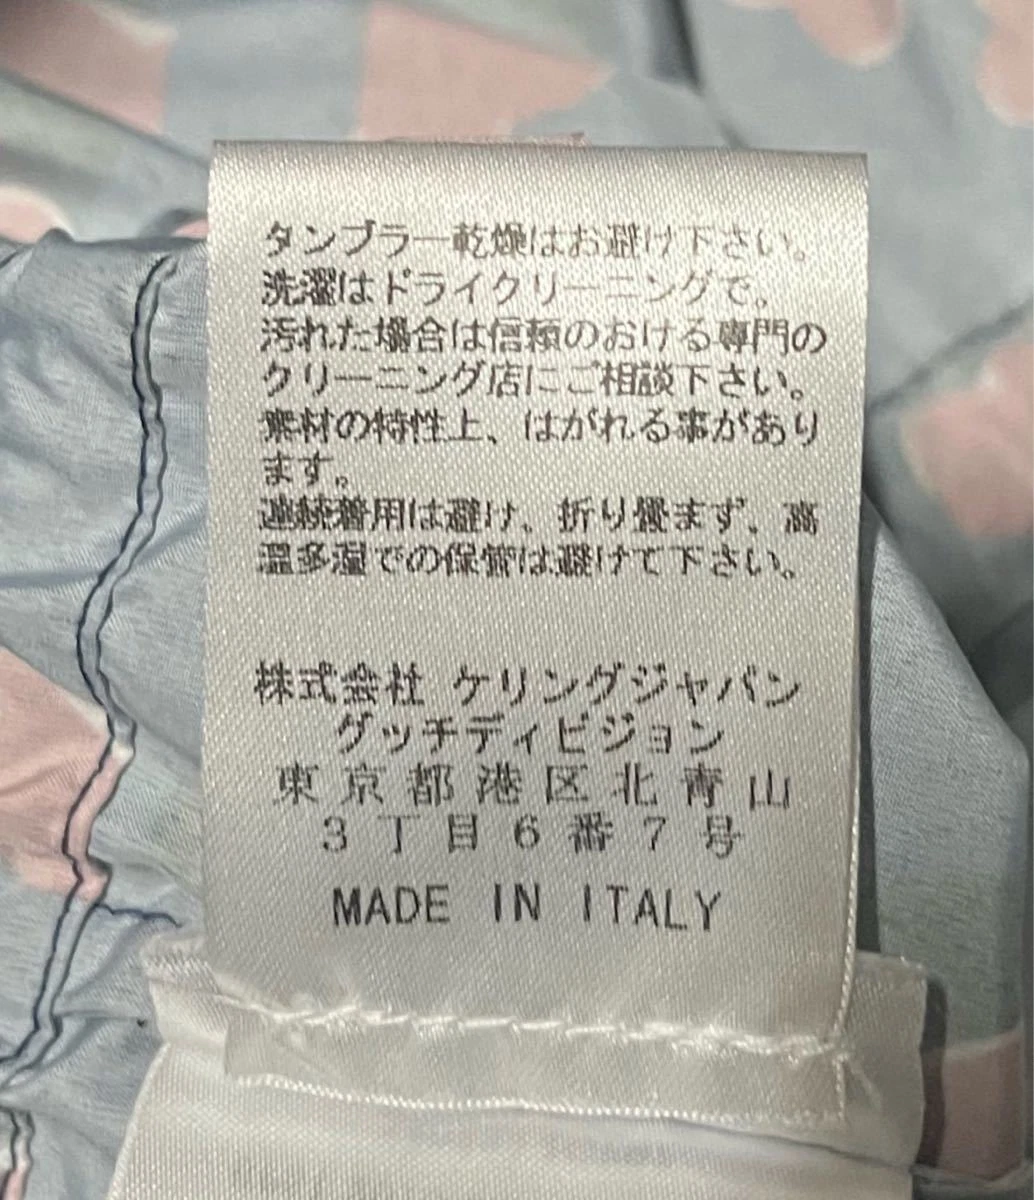 タンブラー乾燥はお避け下さい。
洗濯はドライクリーニングで。
汚れた場合は信頼のおける専門の
クリーニング店にご相談下さい。
素材の特性上、はがれる事があり
ます。
連続着用は避け、折り畳まず、高
温多湿での保管は避けて下さい。
株式会社 ケリングジャパン
グッチディビジョン
東京都港区北青山
3丁目6番7号
MADE IN ITALY